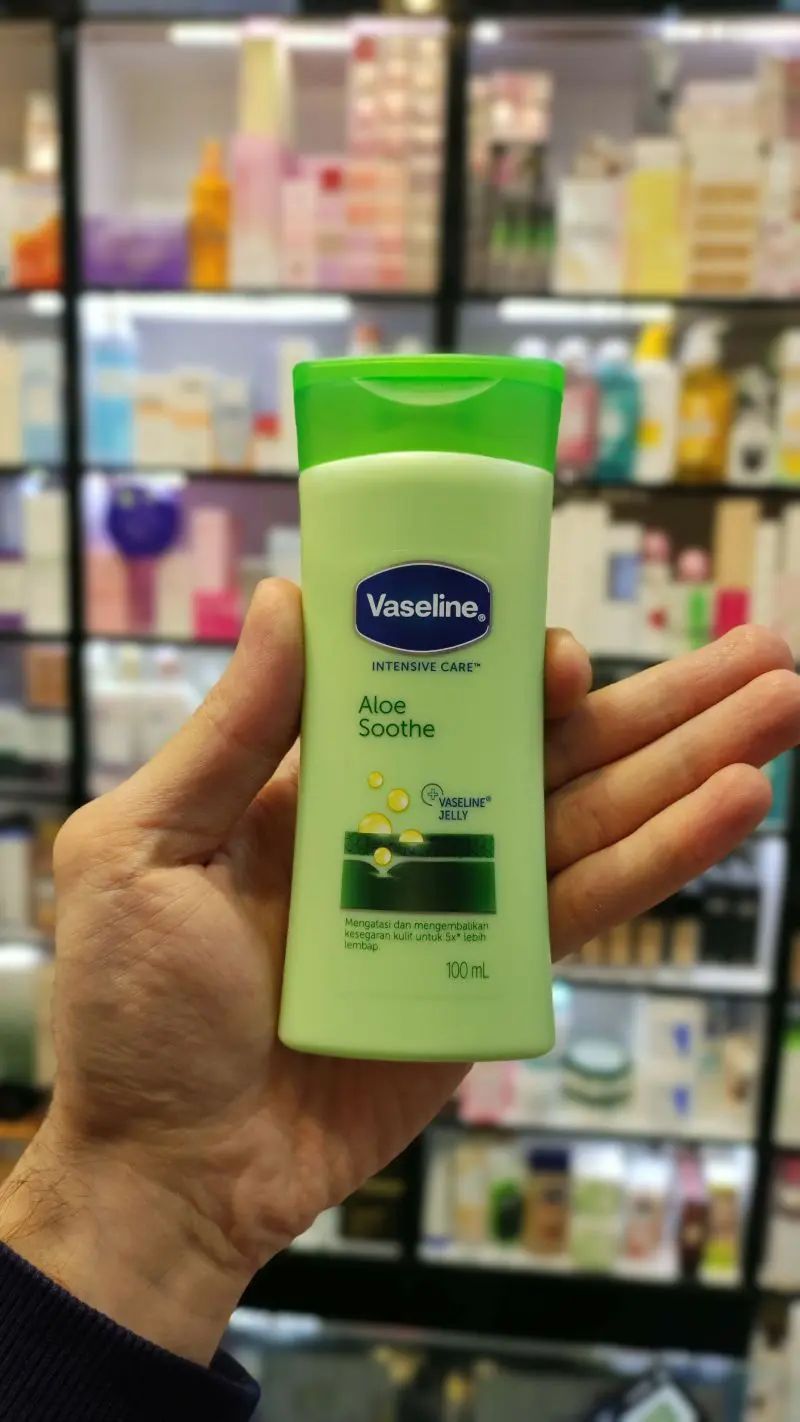 Vaseline®
INTENSIVE CARE™
Aloe
Soothe
VASELINE®
JELLY
Mengatasi dan mengembalikan
kesegaran kulit untuk 5x* lebih
lembap.
100 mL